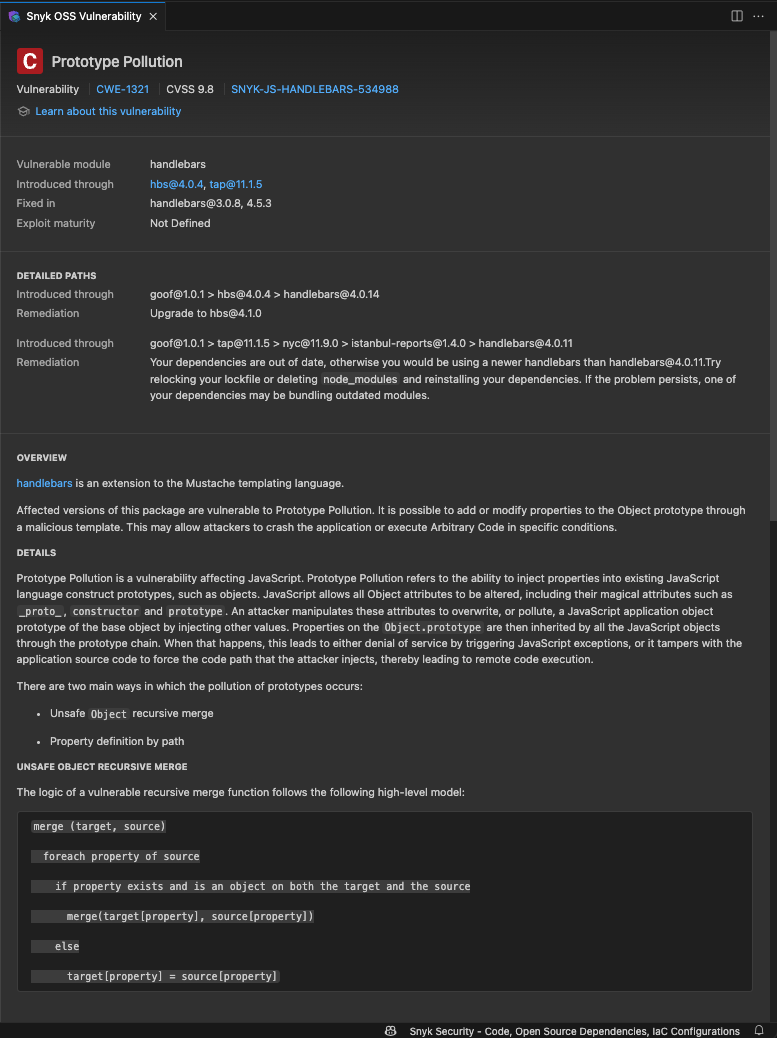 Snyk OSS Vulnerability
C Prototype Pollution
Vulnerability CWE-1321 CVSS 9.8 SNYK-JS-HANDLEBARS-534988
Learn about this vulnerability
Vulnerable module handlebars
Introduced through hbs@4.0.4, tap@11.1.5
Fixed in handlebars@3.0.8, 4.5.3
Exploit maturity Not Defined
DETAILED PATHS
Introduced through goof@1.0.1 > hbs@4.0.4 > handlebars@4.0.14
Remediation Upgrade to hbs@4.1.0
Introduced through goof@1.0.1 > tap@11.1.5 > nyc@11.9.0 > istanbul-reports@1.4.0 > handlebars@4.0.11
Remediation Your dependencies are out of date, otherwise you would be using a newer handlebars than handlebars@4.0.11.Try
relocking your lockfile or deleting node_modules and reinstalling your dependencies. If the problem persists, one of
your dependencies may be bundling outdated modules.
OVERVIEW
handlebars is an extension to the Mustache templating language.
Affected versions of this package are vulnerable to Prototype Pollution. It is possible to add or modify properties to the Object prototype through
a malicious template. This may allow attackers to crash the application or execute Arbitrary Code in specific conditions.
DETAILS
Prototype Pollution is a vulnerability affecting JavaScript. Prototype Pollution refers to the ability to inject properties into existing JavaScript
language construct prototypes, such as objects. JavaScript allows all Object attributes to be altered, including their magical attributes such as
_proto_, constructor and prototype. An attacker manipulates these attributes to overwrite, or pollute, a JavaScript application object
prototype of the base object by injecting other values. Properties on the Object.prototype are then inherited by all the JavaScript objects
through the prototype chain. When that happens, this leads to either denial of service by triggering JavaScript exceptions, or it tampers with the
application source code to force the code path that the attacker injects, thereby leading to remote code execution.
There are two main ways in which the pollution of prototypes occurs:
• Unsafe Object recursive merge
• Property definition by path
UNSAFE OBJECT RECURSIVE MERGE
The logic of a vulnerable recursive merge function follows the following high-level model:
merge (target, source)
foreach property of source
if property exists and is an object on both the target and the source
merge(target[property], source[property])
else
target[property] = source[property]
Snyk Security - Code, Open Source Dependencies, IaC Configurations